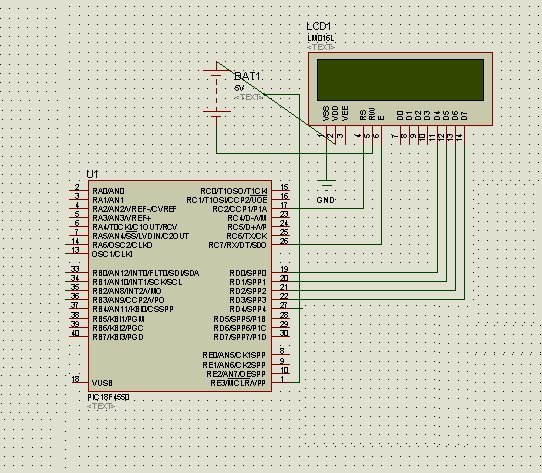 LCD1
LM016L
<TEXT>
BAT1
5V
<TEXT>
VSS VDD VEE RS RW E D0 D1 D2 D3 D4 D5 D6 D7
1 2 3 4 5 6 7 8 9 10 11 12 13 14
GND
U1
2 RA0/AN0 RC0/T1OSO/T1CKI 15
3 RA1/AN1 RC1/T1OSI/CCP2/UOE 16
4 RA2/AN2/VREF-/CVREF RC2/CCP1/P1A 17
5 RA3/AN3/VREF+ RC4/D-/VM 23
6 RA4/T0CKI/C1OUT/RCV RC5/D+/VP 24
7 RA5/AN4/SS/LVDIN/C2OUT RC6/TX/CK 25
14 RA6/OSC2/CLKO RC7/RX/DT/SDO 26
13 OSC1/CLKI
33 RB0/AN12/INT0/FLT0/SDI/SDA RD0/SPP0 19
34 RB1/AN10/INT1/SCK/SCL RD1/SPP1 20
35 RB2/AN8/INT2/VMO RD2/SPP2 21
36 RB3/AN9/CCP2/VPO RD3/SPP3 22
37 RB4/AN11/KBI0/CSSPP RD4/SPP4 27
38 RB5/KBI1/PGM RD5/SPP5/P1B 28
39 RB6/KBI2/PGC RD6/SPP6/P1C 29
40 RB7/KBI3/PGD RD7/SPP7/P1D 30
RE0/AN5/CK1SPP 8
RE1/AN6/CK2SPP 9
RE2/AN7/OESPP 10
18 VUSB RE3/MCLR/VPP 1
PIC18F4550
<TEXT>